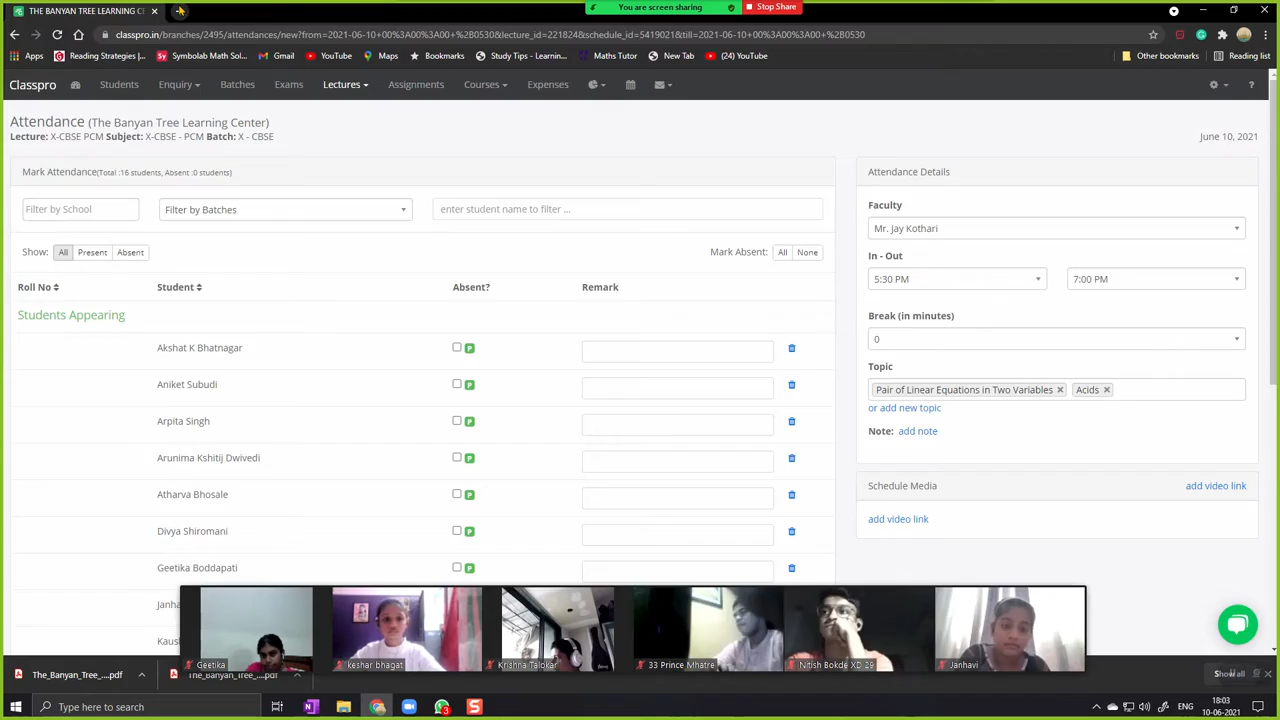 THE BANYAN TREE LEARNING CE
You are screen sharing
Stop Share
classpro.in/branches/2495/attendances/new?from=2021-06-10+00%3A00%3A00+%2B0530&lecture_id=221824&schedule_id=5419021&till=2021-06-10+00%3A00%3A00+%2B0530
Apps Reading Strategies |... Symbolab Math Sol... Gmail YouTube Maps Bookmarks Study Tips - Learnin... Maths Tutor New Tab (24) YouTube Other bookmarks Reading list
Classpro Students Enquiry Batches Exams Lectures Assignments Courses Expenses ?
Attendance (The Banyan Tree Learning Center)
Lecture: X-CBSE PCM Subject: X-CBSE - PCM Batch: X - CBSE
June 10, 2021
Mark Attendance(Total :16 students, Absent :0 students)
Filter by School Filter by Batches enter student name to filter ...
Show: All Present Absent Mark Absent: All None
Roll No Student Absent? Remark
Students Appearing
Akshat K Bhatnagar P
Aniket Subudi P
Arpita Singh P
Arunima Kshitij Dwivedi P
Atharva Bhosale P
Divya Shiromani P
Geetika Boddapati P
Janha
Kaush
Attendance Details
Faculty
Mr. Jay Kothari
In - Out
5:30 PM 7:00 PM
Break (in minutes)
0
Topic
Pair of Linear Equations in Two Variables Acids
or add new topic
Note: add note
Schedule Media add video link
add video link
Geetika keshar bhagat Krishna Talokar 33 Prince Mhatre Nitish Bokde XD 29 Janhavi
The_Banyan_Tree_....pdf The_Banyan_Tree_....pdf Show all
Type here to search
3
ENG
18:03
10-06-2021